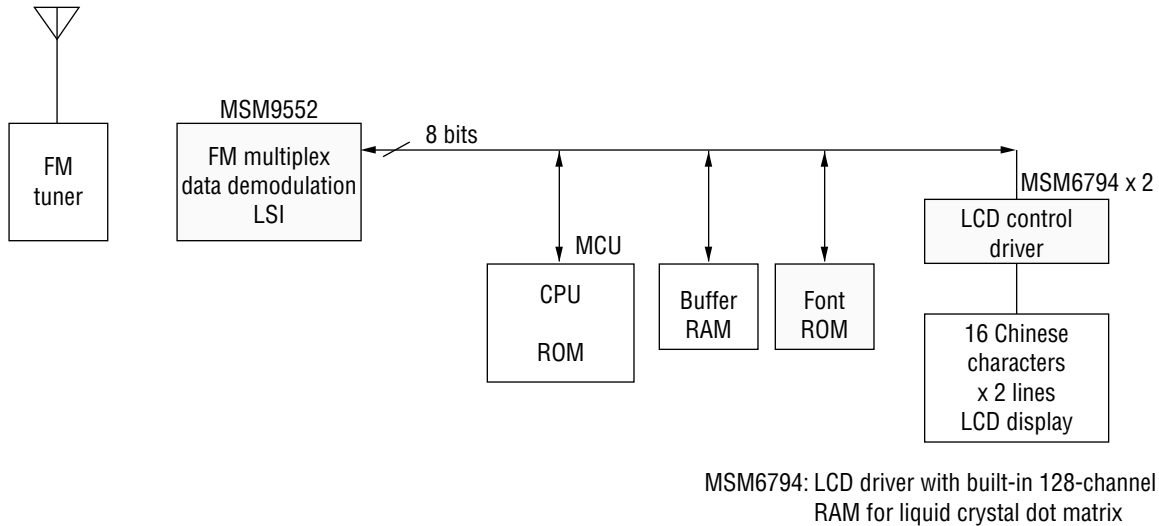 MSM9552
FM
tuner
FM multiplex
data demodulation
LSI
8 bits
MCU
CPU
ROM
Buffer
RAM
Font
ROM
MSM6794 x 2
LCD control
driver
16 Chinese
characters
x 2 lines
LCD display
MSM6794: LCD driver with built-in 128-channel
RAM for liquid crystal dot matrix